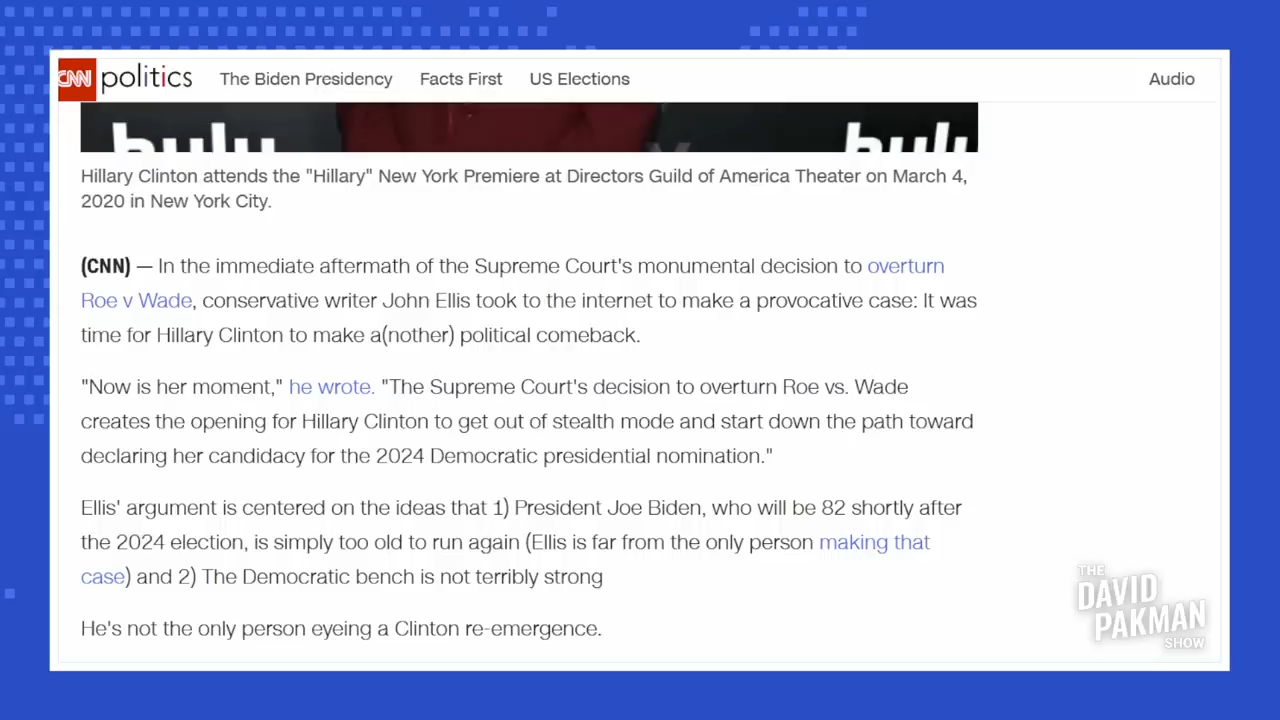 CNN politics The Biden Presidency Facts First US Elections Audio
hulu hulu
Hillary Clinton attends the "Hillary" New York Premiere at Directors Guild of America Theater on March 4,
2020 in New York City.
(CNN) — In the immediate aftermath of the Supreme Court's monumental decision to overturn
Roe v Wade, conservative writer John Ellis took to the internet to make a provocative case: It was
time for Hillary Clinton to make a(nother) political comeback.
"Now is her moment," he wrote. "The Supreme Court's decision to overturn Roe vs. Wade
creates the opening for Hillary Clinton to get out of stealth mode and start down the path toward
declaring her candidacy for the 2024 Democratic presidential nomination."
Ellis' argument is centered on the ideas that 1) President Joe Biden, who will be 82 shortly after
the 2024 election, is simply too old to run again (Ellis is far from the only person making that
case) and 2) The Democratic bench is not terribly strong
He's not the only person eyeing a Clinton re-emergence.
THE
DAVID
PAKMAN
SHOW